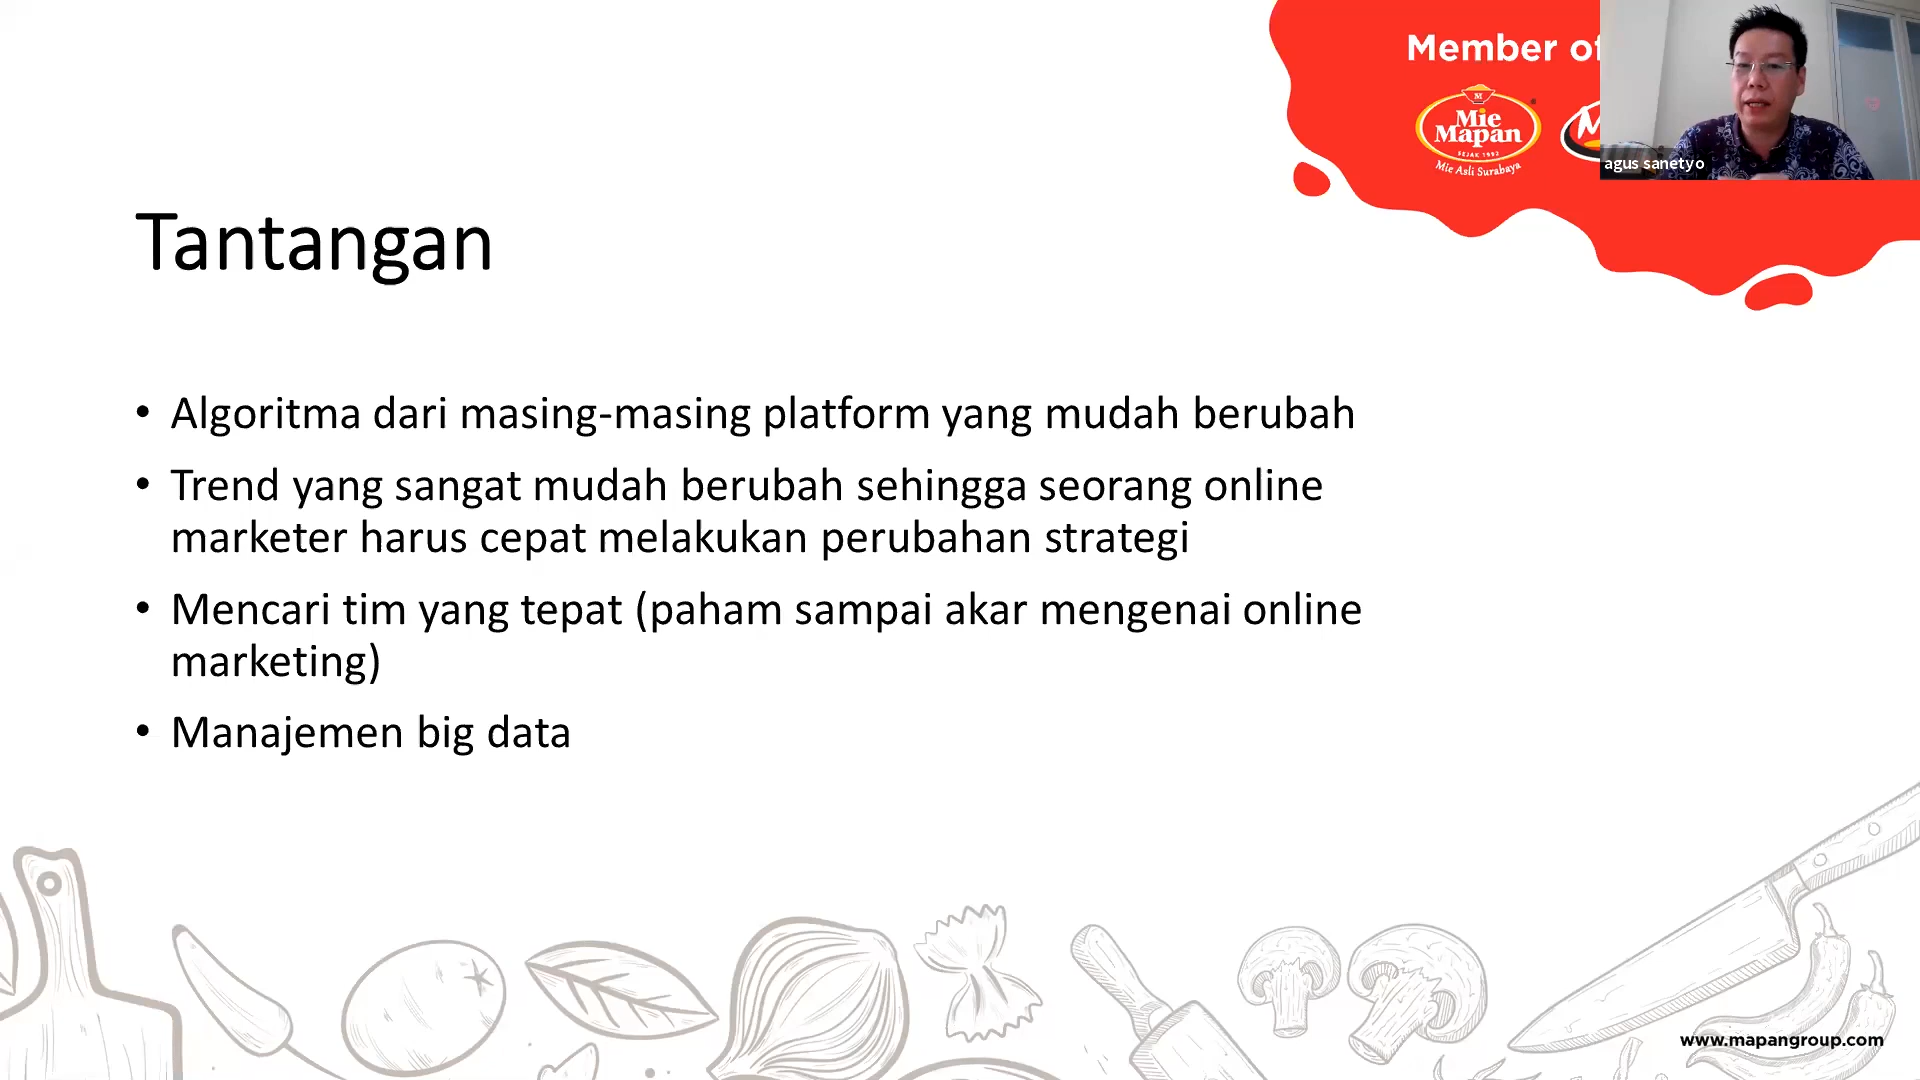 Member of
Mie
Mapan
SEJAK 1992
Mie Asli Surabaya
agus sanetyo
Tantangan
• Algoritma dari masing-masing platform yang mudah berubah
• Trend yang sangat mudah berubah sehingga seorang online
marketer harus cepat melakukan perubahan strategi
• Mencari tim yang tepat (paham sampai akar mengenai online
marketing)
• Manajemen big data
www.mapangroup.com